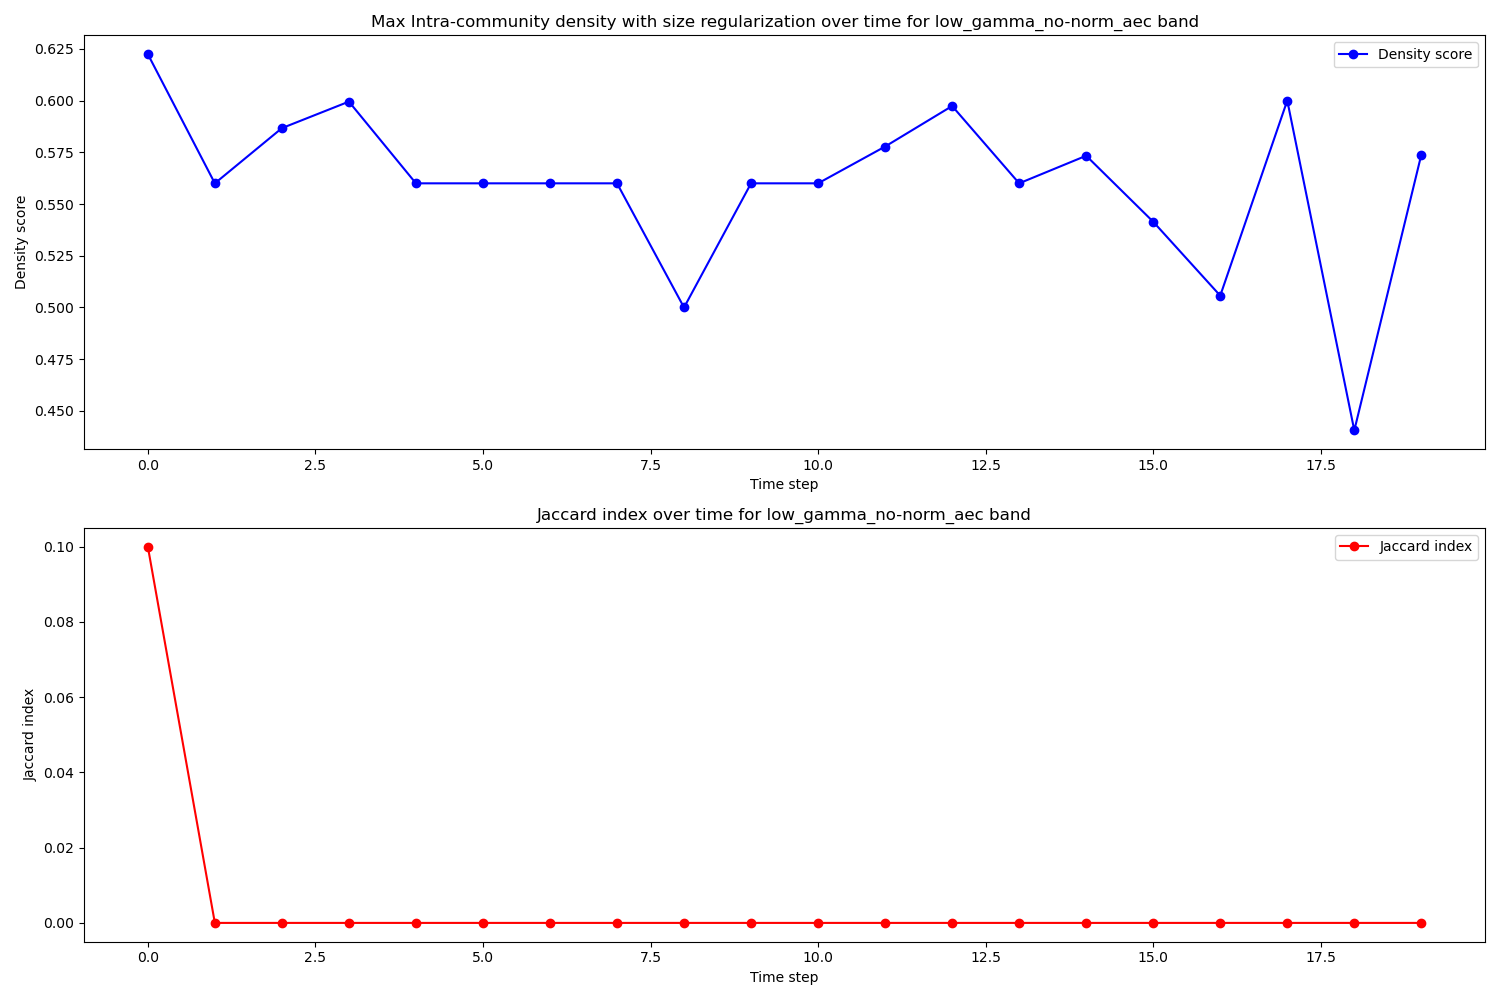 Max Intra-community density with size regularization over time for low_gamma_no-norm_aec band
Density score
0.625
0.600
0.575
0.550
0.525
0.500
0.475
0.450
Density score
0.0 2.5 5.0 7.5 10.0 12.5 15.0 17.5
Time step
Jaccard index over time for low_gamma_no-norm_aec band
Jaccard index
0.10
0.08
0.06
0.04
0.02
0.00
Jaccard index
0.0 2.5 5.0 7.5 10.0 12.5 15.0 17.5
Time step